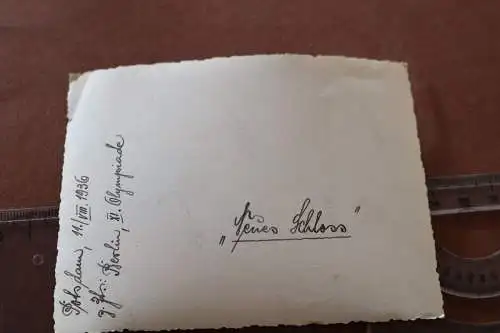 Potsdam, 11./VIII. 1936
z. Zt.: Berlin, XI. Olympiade
„Neues Schloss"